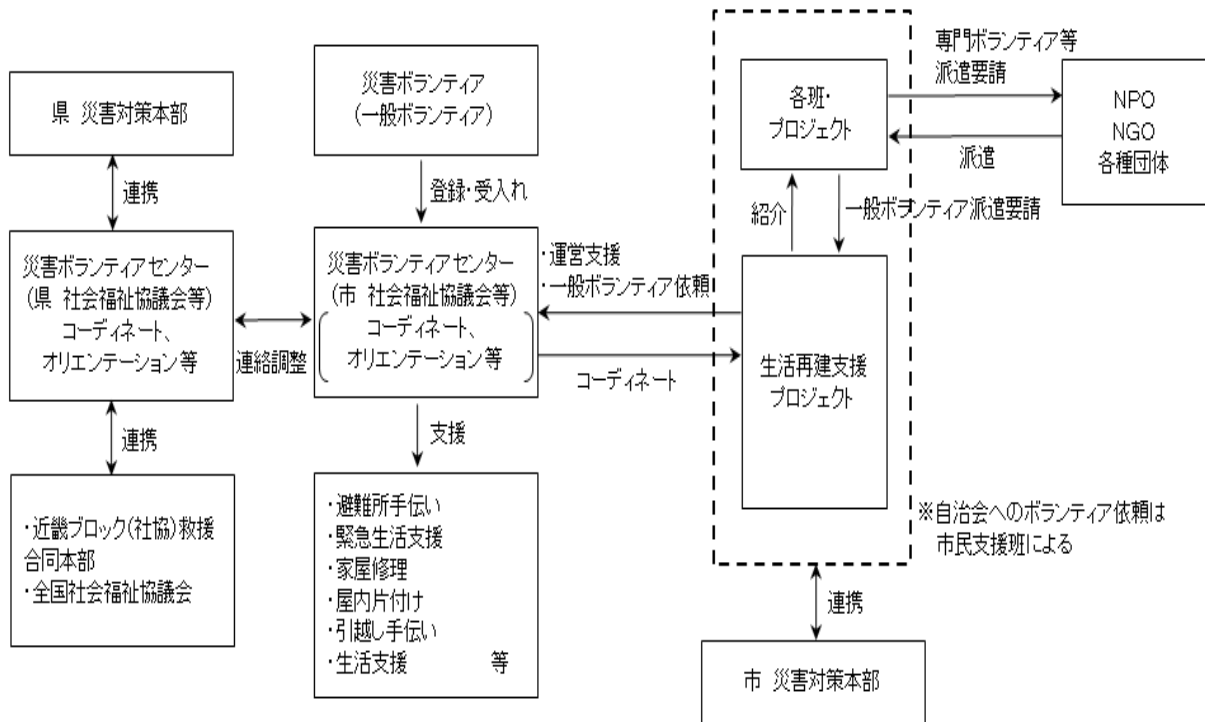 県 災害対策本部
連携
災害ボランティアセンター
(県 社会福祉協議会等)
コーディネート、
オリエンテーション等
連携
・近畿ブロック(社協)救援
合同本部
・全国社会福祉協議会
連絡調整
災害ボランティア
(一般ボランティア)
登録・受入れ
災害ボランティアセンター
(市 社会福祉協議会等)
コーディネート、
オリエンテーション等
支援
・避難所手伝い
・緊急生活支援
・家屋修理
・屋内片付け
・引越し手伝い
・生活支援 等
・運営支援
・一般ボランティア依頼
コーディネート
各班・
プロジェクト
紹介
一般ボランティア派遣要請
生活再建支援
プロジェクト
専門ボランティア等
派遣要請
派遣
NPO
NGO
各種団体
※自治会へのボランティア依頼は
市民支援班による
連携
市 災害対策本部